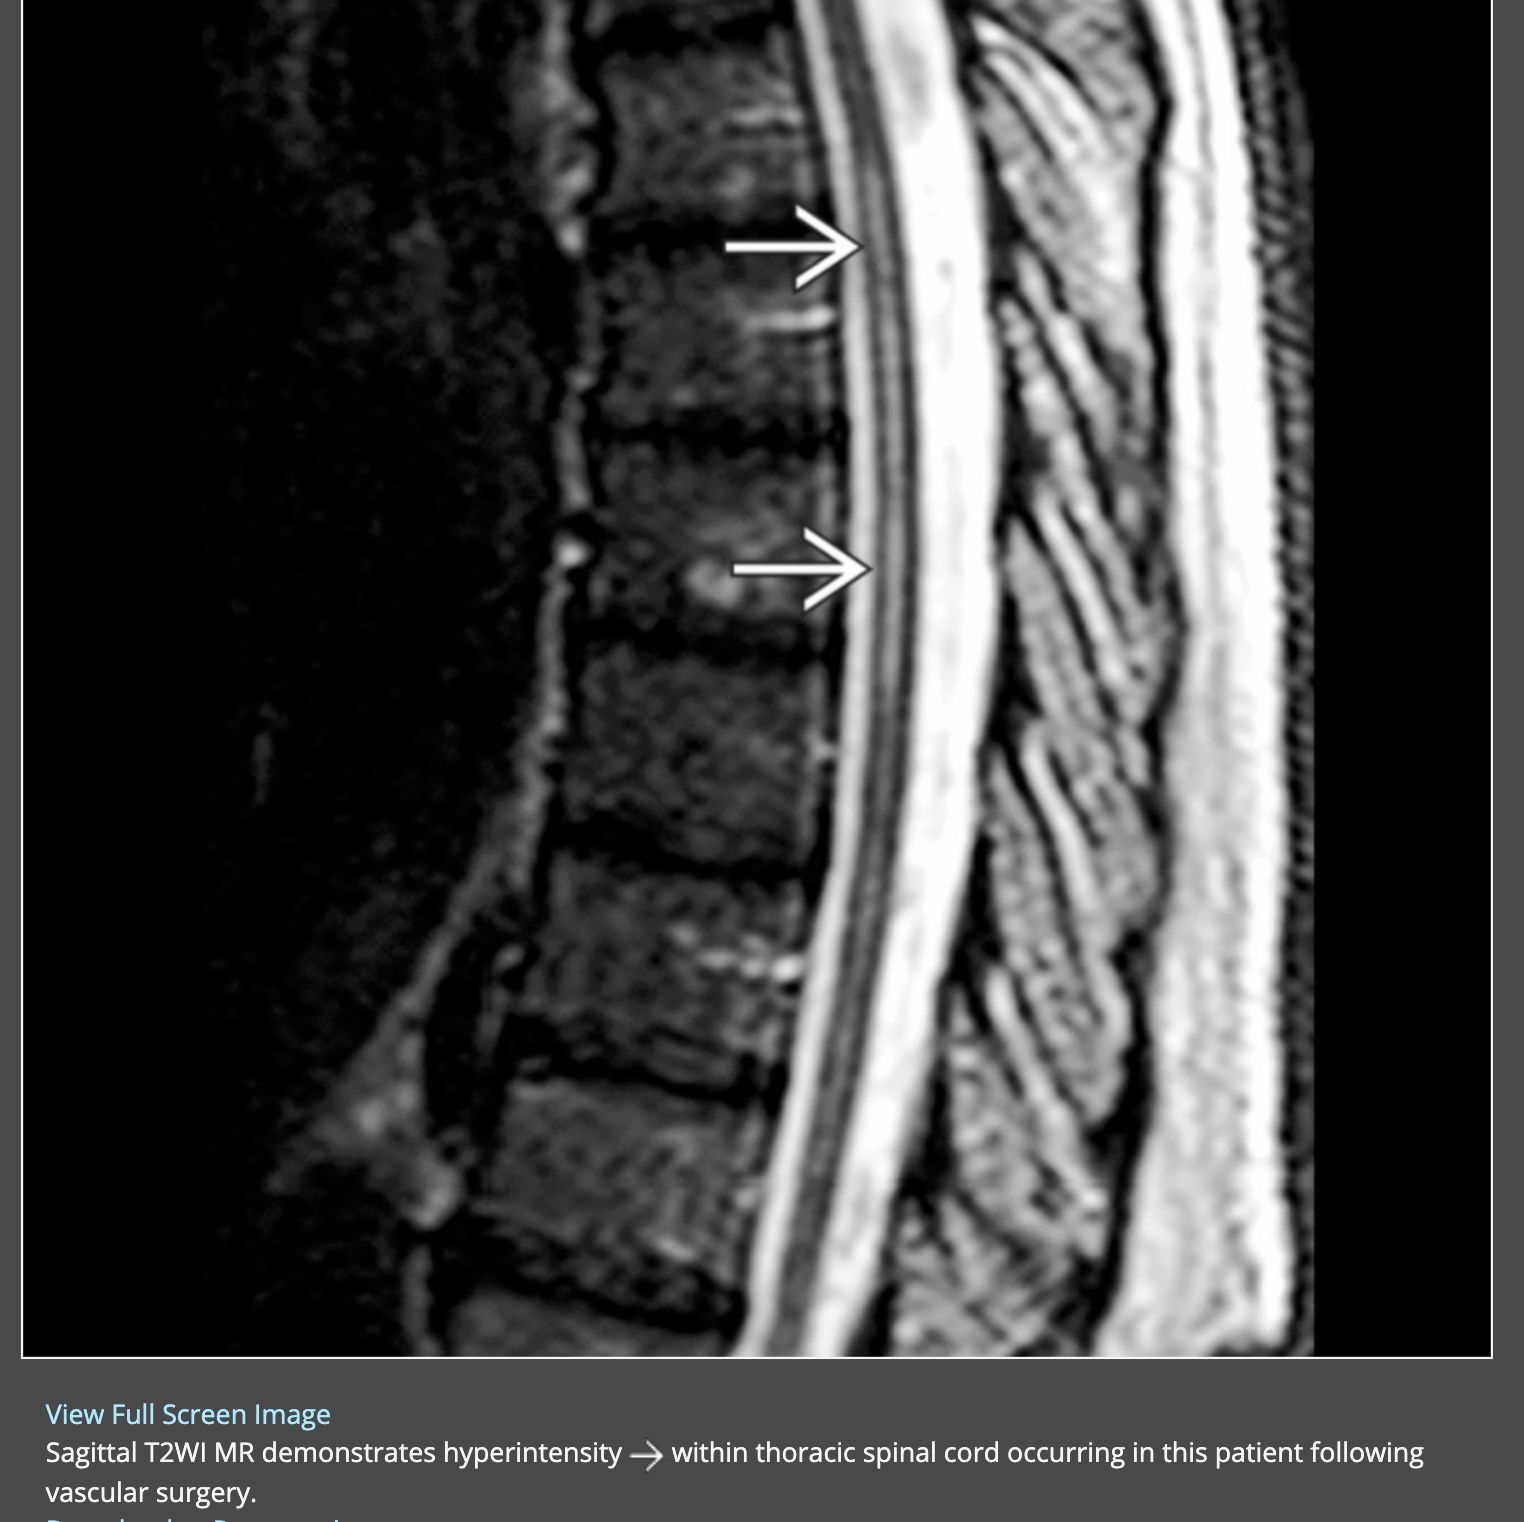 View Full Screen Image
Sagittal T2WI MR demonstrates hyperintensity → within thoracic spinal cord occurring in this patient following
vascular surgery.